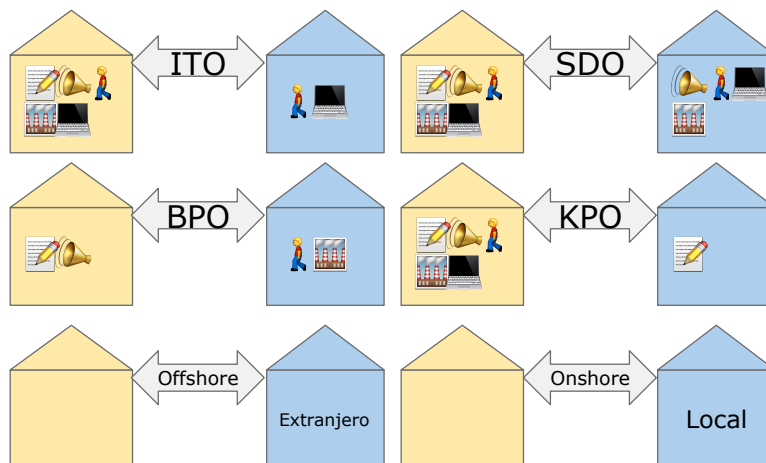 ITO
SDO
BPO
KPO
Offshore
Onshore
Extranjero
Local